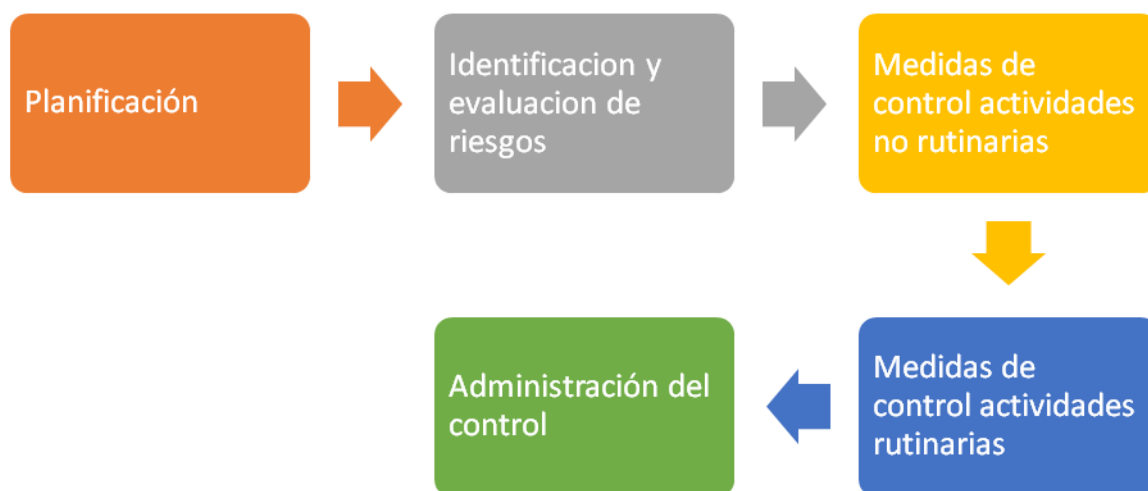 Planificación
Identificacion y
evaluacion de
riesgos
Medidas de
control actividades
no rutinarias
Medidas de
control actividades
rutinarias
Administración del
control